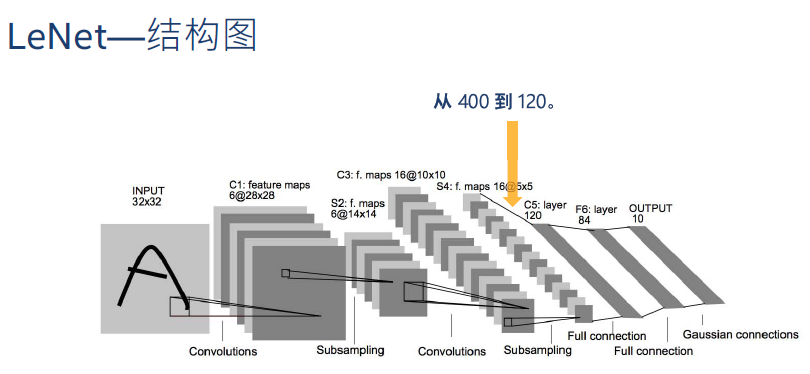 LeNet—结构图
从 400 到 120。
INPUT
32x32
C1: feature maps
6@28x28
S2: f. maps
6@14x14
C3: f. maps 16@10x10
S4: f. maps 16@5x5
C5: layer
120
F6: layer
84
OUTPUT
10
Convolutions
Subsampling
Convolutions
Subsampling
Full connection
Full connection
Gaussian connections